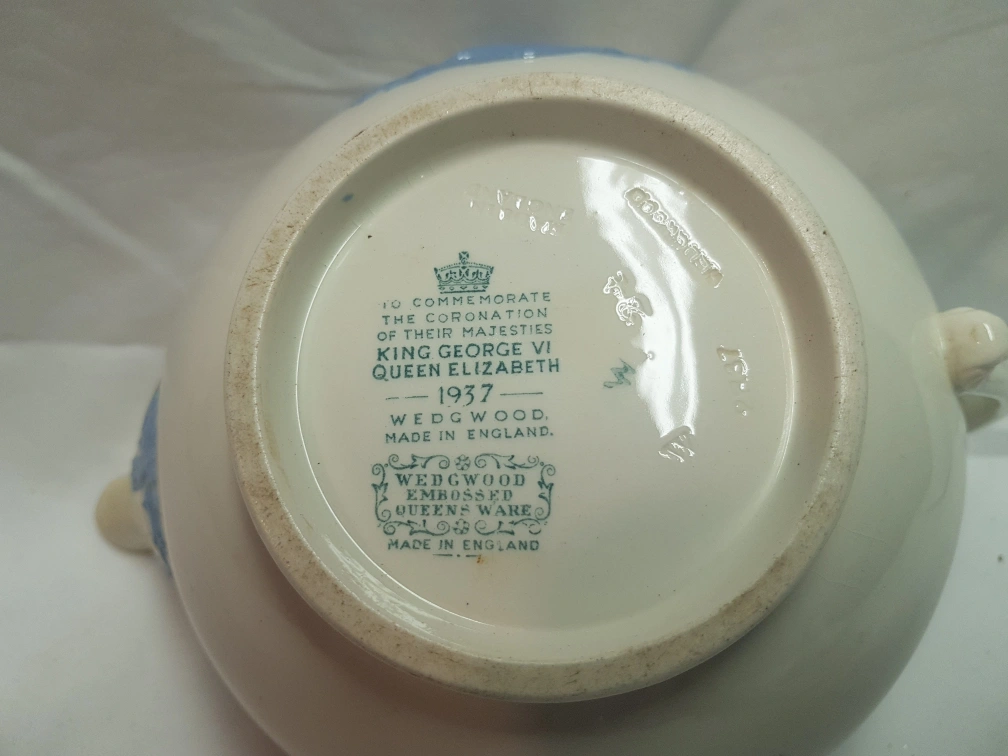 TO COMMEMORATE
THE CORONATION
OF THEIR MAJESTIES
KING GEORGE VI
QUEEN ELIZABETH
1937
WEDGWOOD,
MADE IN ENGLAND.
WEDGWOOD
EMBOSSED
QUEENS WARE
MADE IN ENGLAND